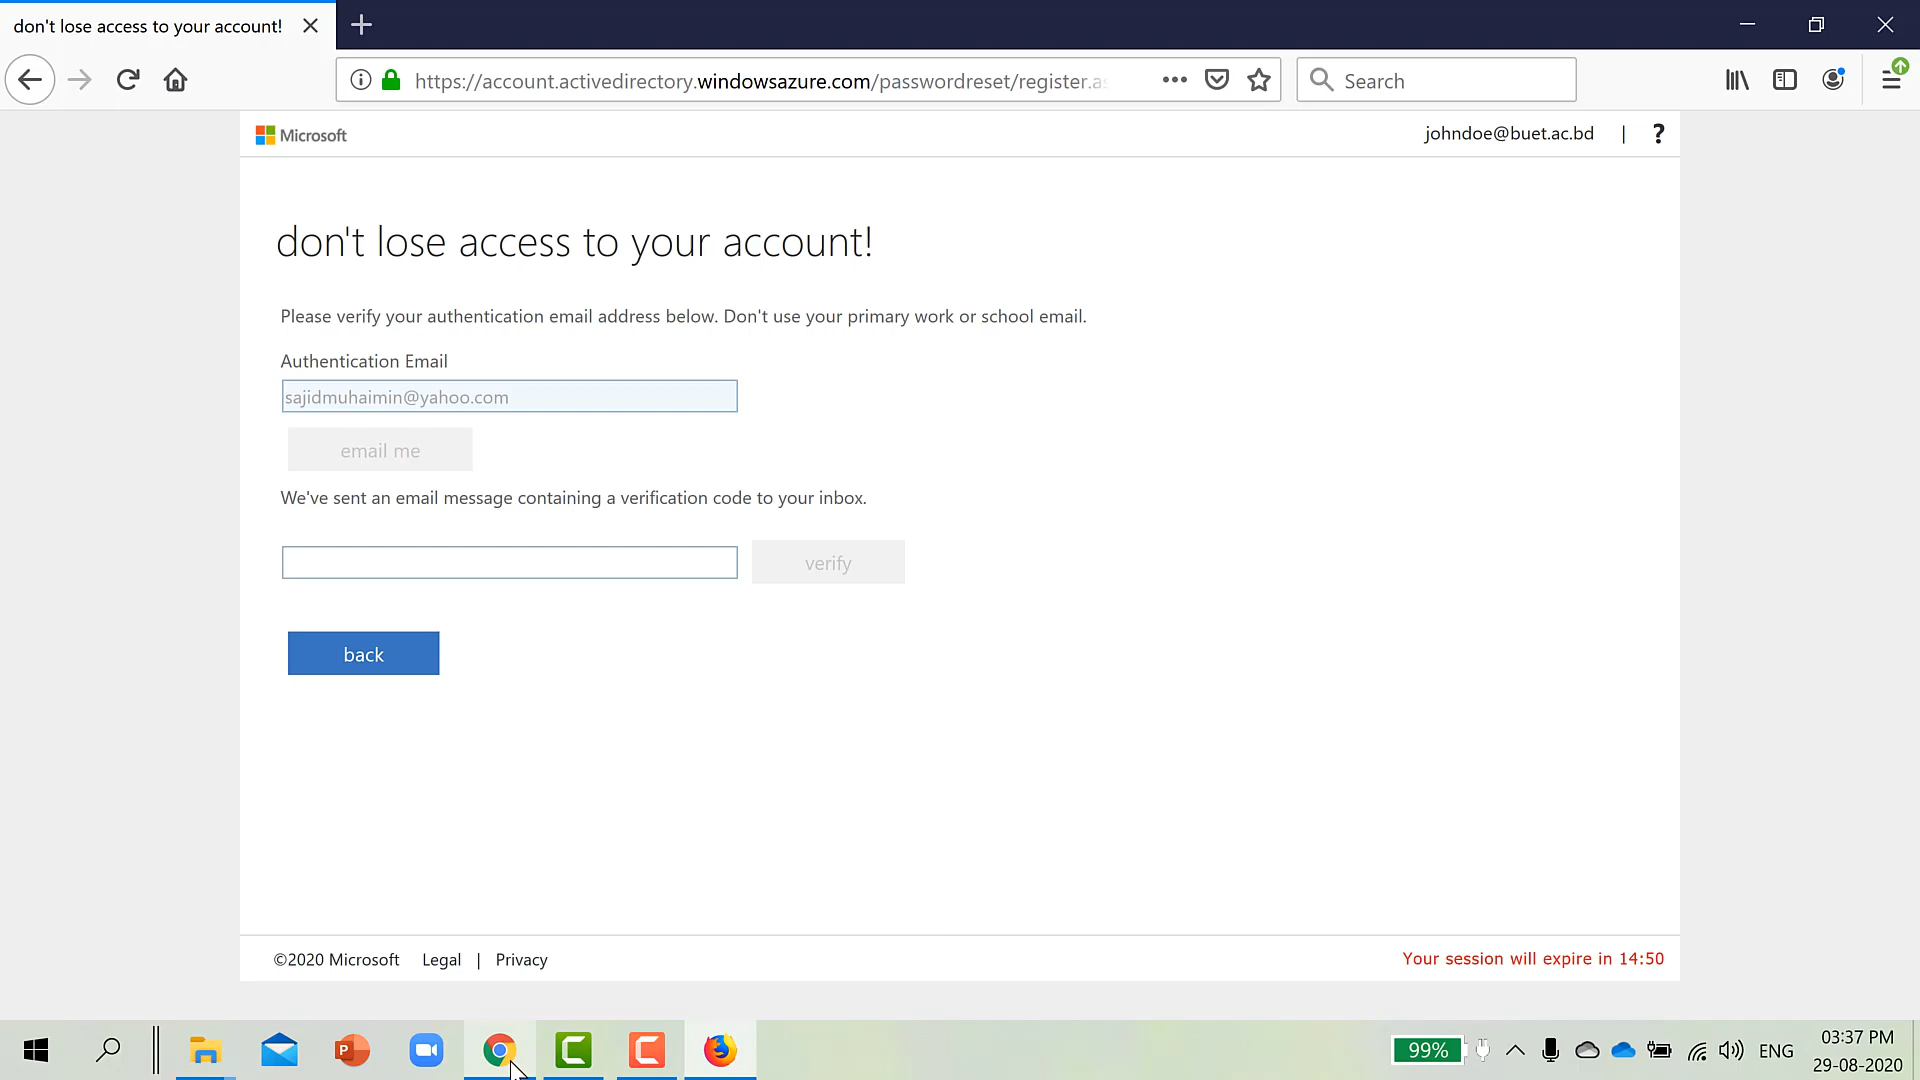 don't lose access to your account!
https://account.activedirectory.windowsazure.com/passwordreset/register.as
Search
Microsoft
johndoe@buet.ac.bd | ?
don't lose access to your account!
Please verify your authentication email address below. Don't use your primary work or school email.
Authentication Email
sajidmuhaimin@yahoo.com
email me
We've sent an email message containing a verification code to your inbox.
verify
back
©2020 Microsoft Legal | Privacy
Your session will expire in 14:50
99%
ENG
03:37 PM
29-08-2020